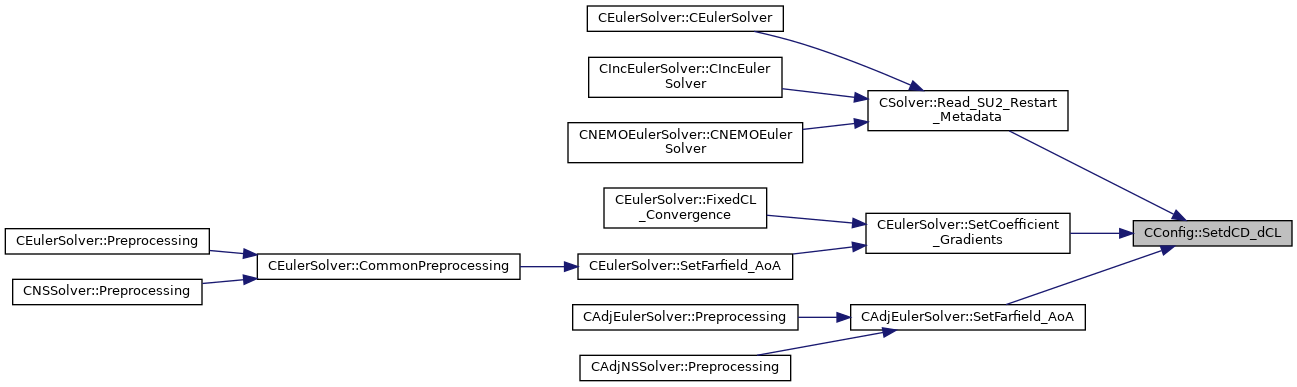 CEulerSolver::CEulerSolver
CIncEulerSolver::CIncEuler
Solver
CNEMOEulerSolver::CNEMOEuler
Solver
CSolver::Read_SU2_Restart
_Metadata
CEulerSolver::FixedCL
_Convergence
CEulerSolver::SetCoefficient
_Gradients
CConfig::SetdCD_dCL
CEulerSolver::Preprocessing
CNSSolver::Preprocessing
CEulerSolver::CommonPreprocessing
CEulerSolver::SetFarfield_AoA
CAdjEulerSolver::Preprocessing
CAdjEulerSolver::SetFarfield_AoA
CAdjNSSolver::Preprocessing